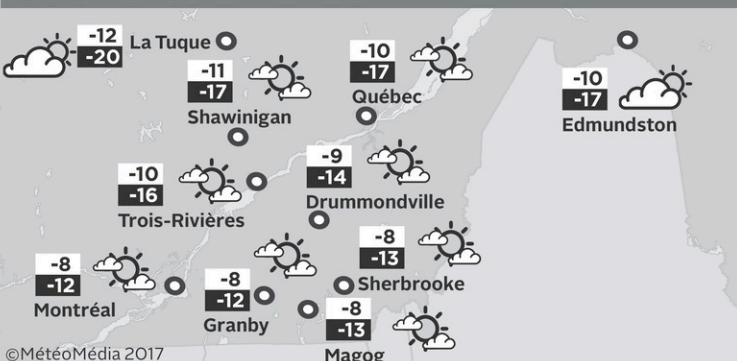 -12
-20
La Tuque
-11
-17
Shawinigan
-10
-17
Québec
-10
-17
Edmundston
-10
-16
Trois-Rivières
-9
-14
Drummondville
-8
-12
Montréal
-8
-12
Granby
-8
-13
Sherbrooke
-8
-13
Magog
©MétéoMédia 2017